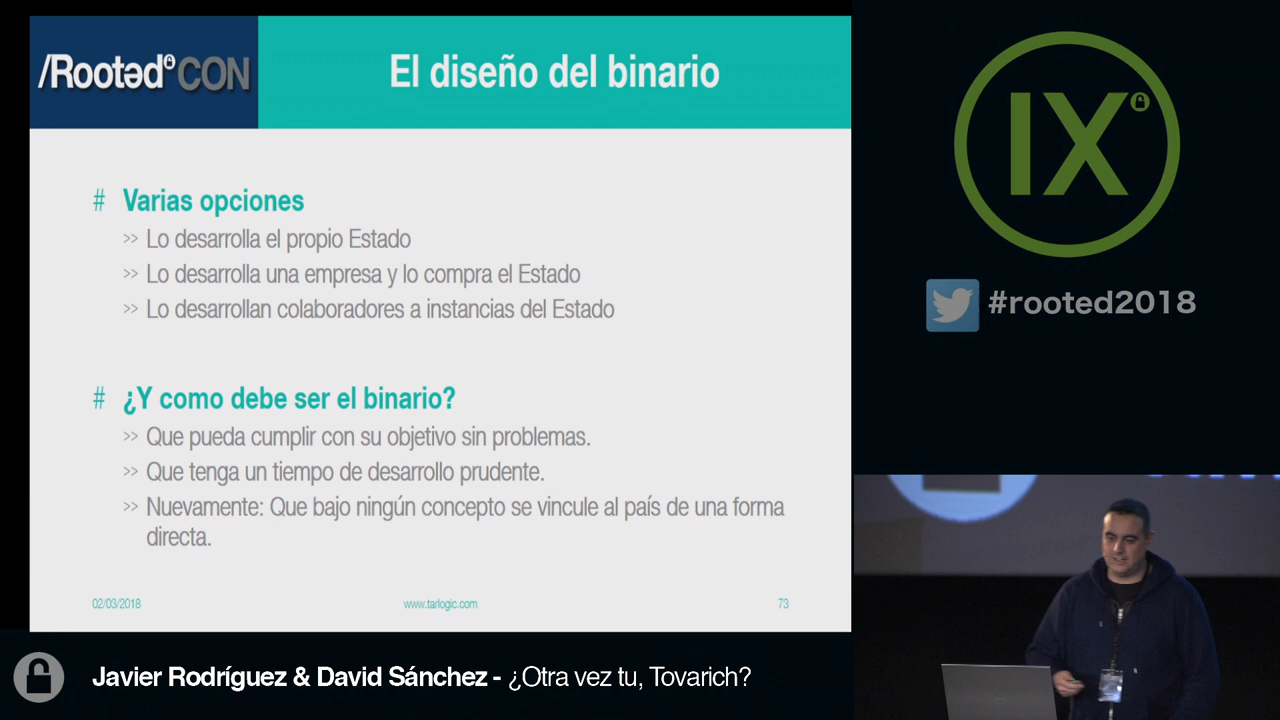 /RootedCON
El diseño del binario
# Varias opciones
>> Lo desarrolla el propio Estado
>> Lo desarrolla una empresa y lo compra el Estado
>> Lo desarrollan colaboradores a instancias del Estado
# ¿Y como debe ser el binario?
>> Que pueda cumplir con su objetivo sin problemas.
>> Que tenga un tiempo de desarrollo prudente.
>> Nuevamente: Que bajo ningún concepto se vincule al país de una forma
directa.
02/03/2018
www.tarlogic.com
73
IX
#rooted2018
Javier Rodríguez & David Sánchez - ¿Otra vez tu, Tovarich?